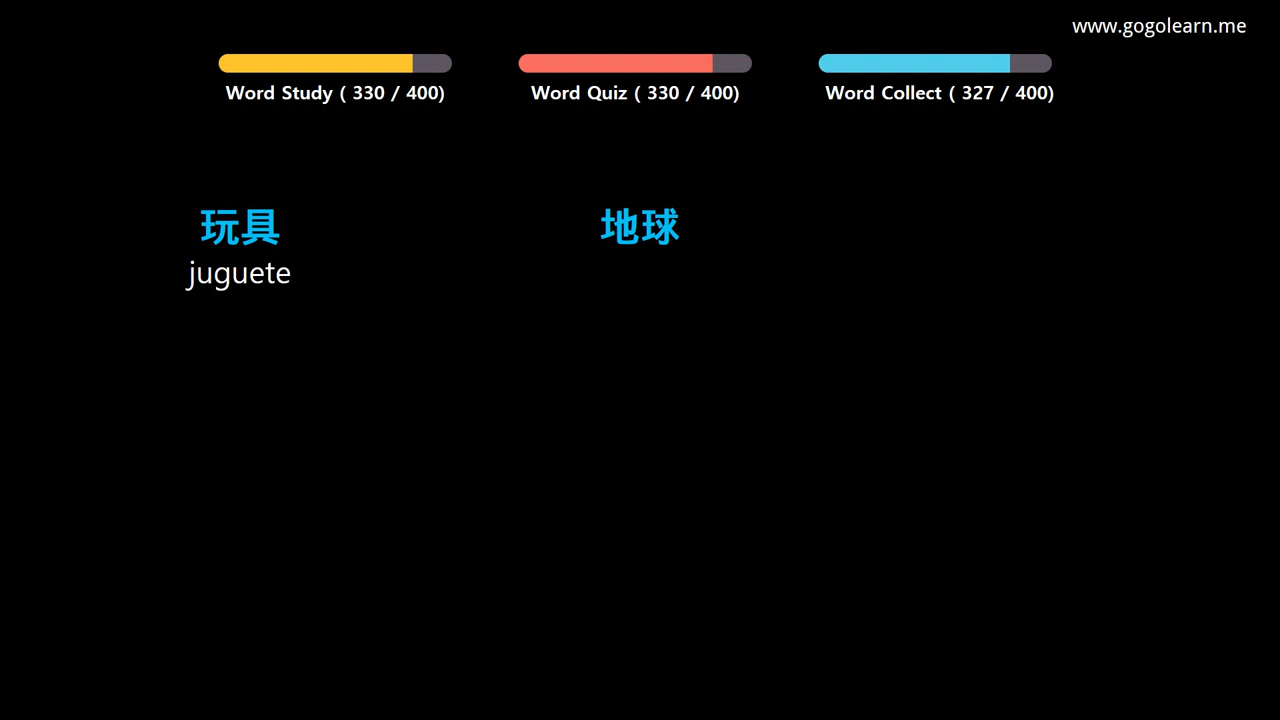 www.gogolearn.me
Word Study ( 330 / 400)
Word Quiz ( 330 / 400)
Word Collect ( 327 / 400)
玩具
地球
juguete